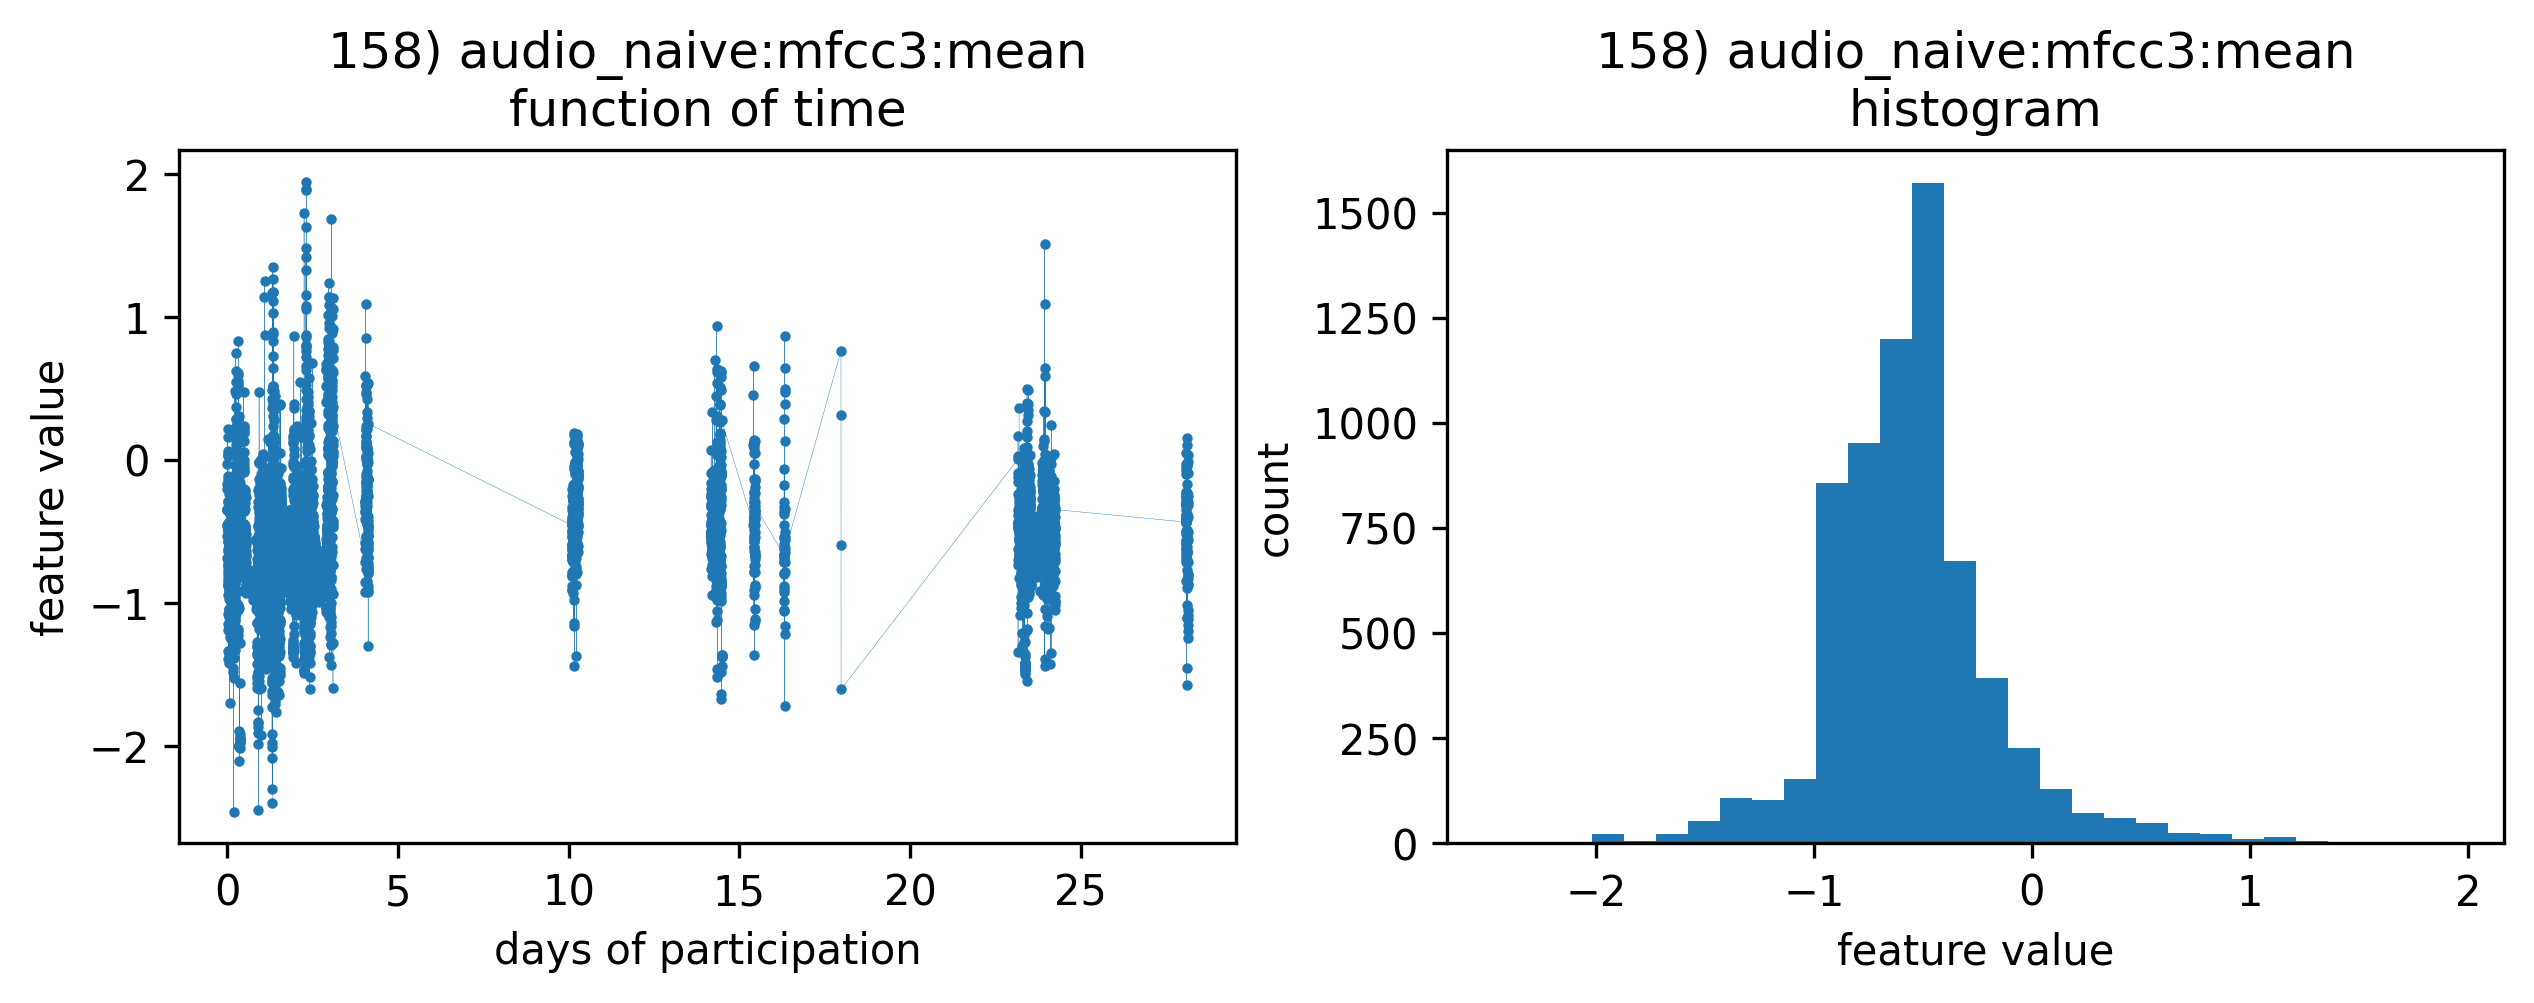 158) audio_naive:mfcc3:mean
function of time
2
1
0
−1
−2
feature value
0
5
10
15
20
25
days of participation
158) audio_naive:mfcc3:mean
histogram
1500
1250
1000
750
500
250
0
count
−2
−1
0
1
2
feature value